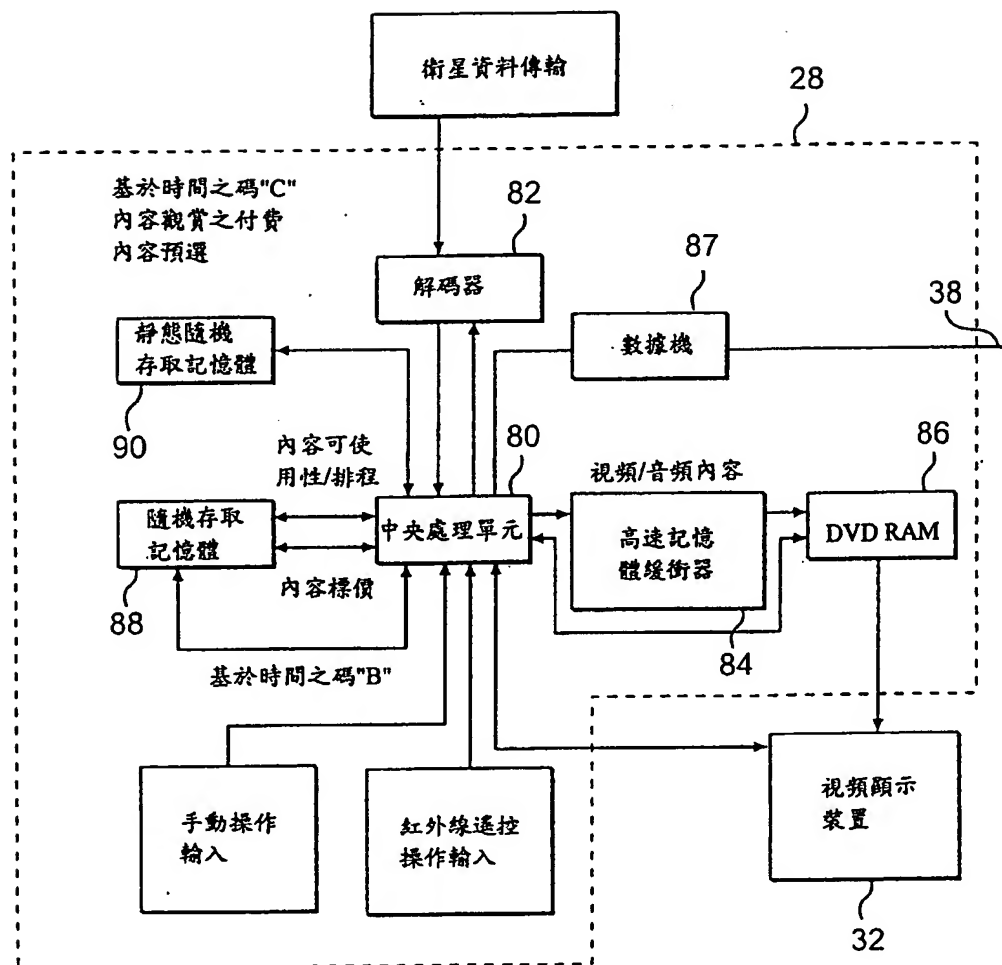 衛星資料傳輸
28
基於時間之碼"C"
內容觀賞之付費
內容預選
82
解碼器
87
數據機
38
靜態隨機
存取記憶體
90
內容可使
用性/排程
80
視頻/音頻內容
86
隨機存取
記憶體
88
中央處理單元
高速記憶
體緩衝器
84
DVD RAM
內容標價
基於時間之碼"B"
手動操作
輸入
紅外線遙控
操作輸入
視頻顯示
裝置
32